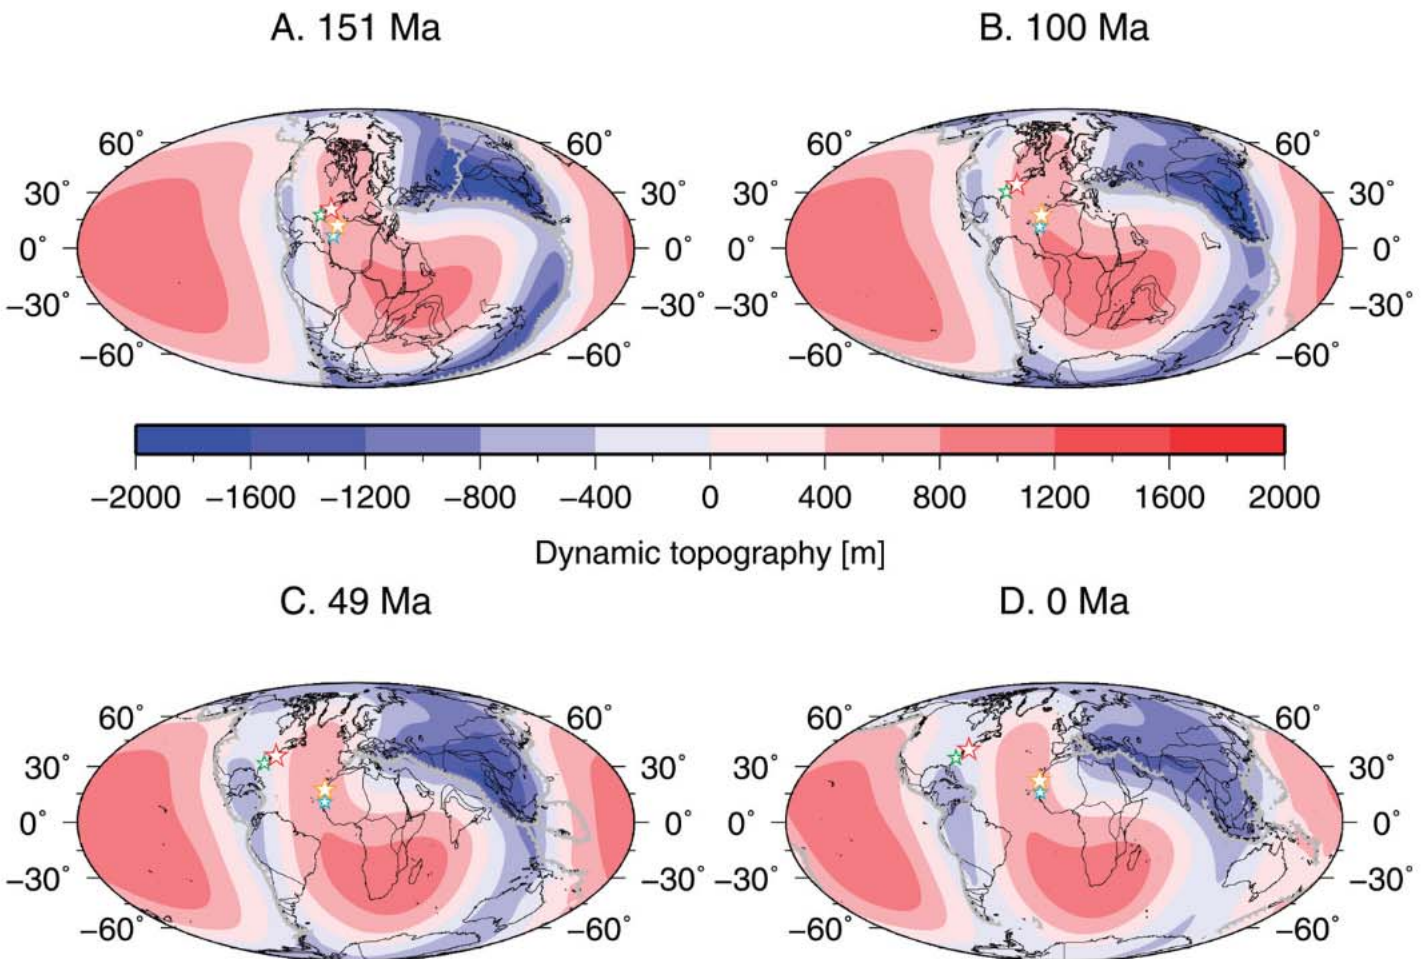 A. 151 Ma
B. 100 Ma
60° 60° 60° 60°
30° 30° 30° 30°
0° 0° 0° 0°
−30° −30° −30° −30°
−60° −60° −60° −60°
−2000 −1600 −1200 −800 −400 0 400 800 1200 1600 2000
Dynamic topography [m]
C. 49 Ma
D. 0 Ma
60° 60° 60° 60°
30° 30° 30° 30°
0° 0° 0° 0°
−30° −30° −30° −30°
−60° −60° −60° −60°